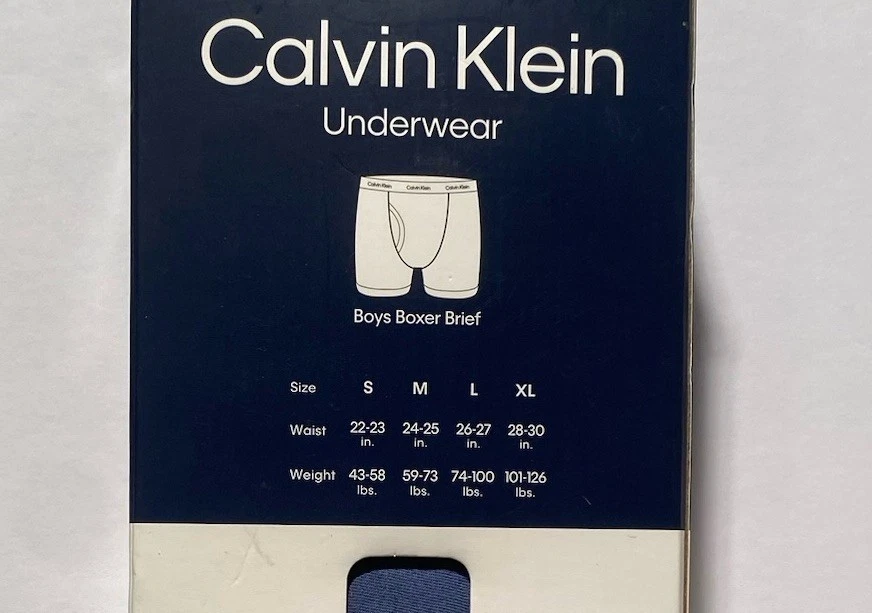 Calvin Klein
Underwear
Calvin Klein Calvin Klein Calvin Klein
Boys Boxer Brief
Size S M L XL
Waist 22-23 24-25 26-27 28-30
in. in. in. in.
Weight 43-58 59-73 74-100 101-126
lbs. lbs. lbs. lbs.